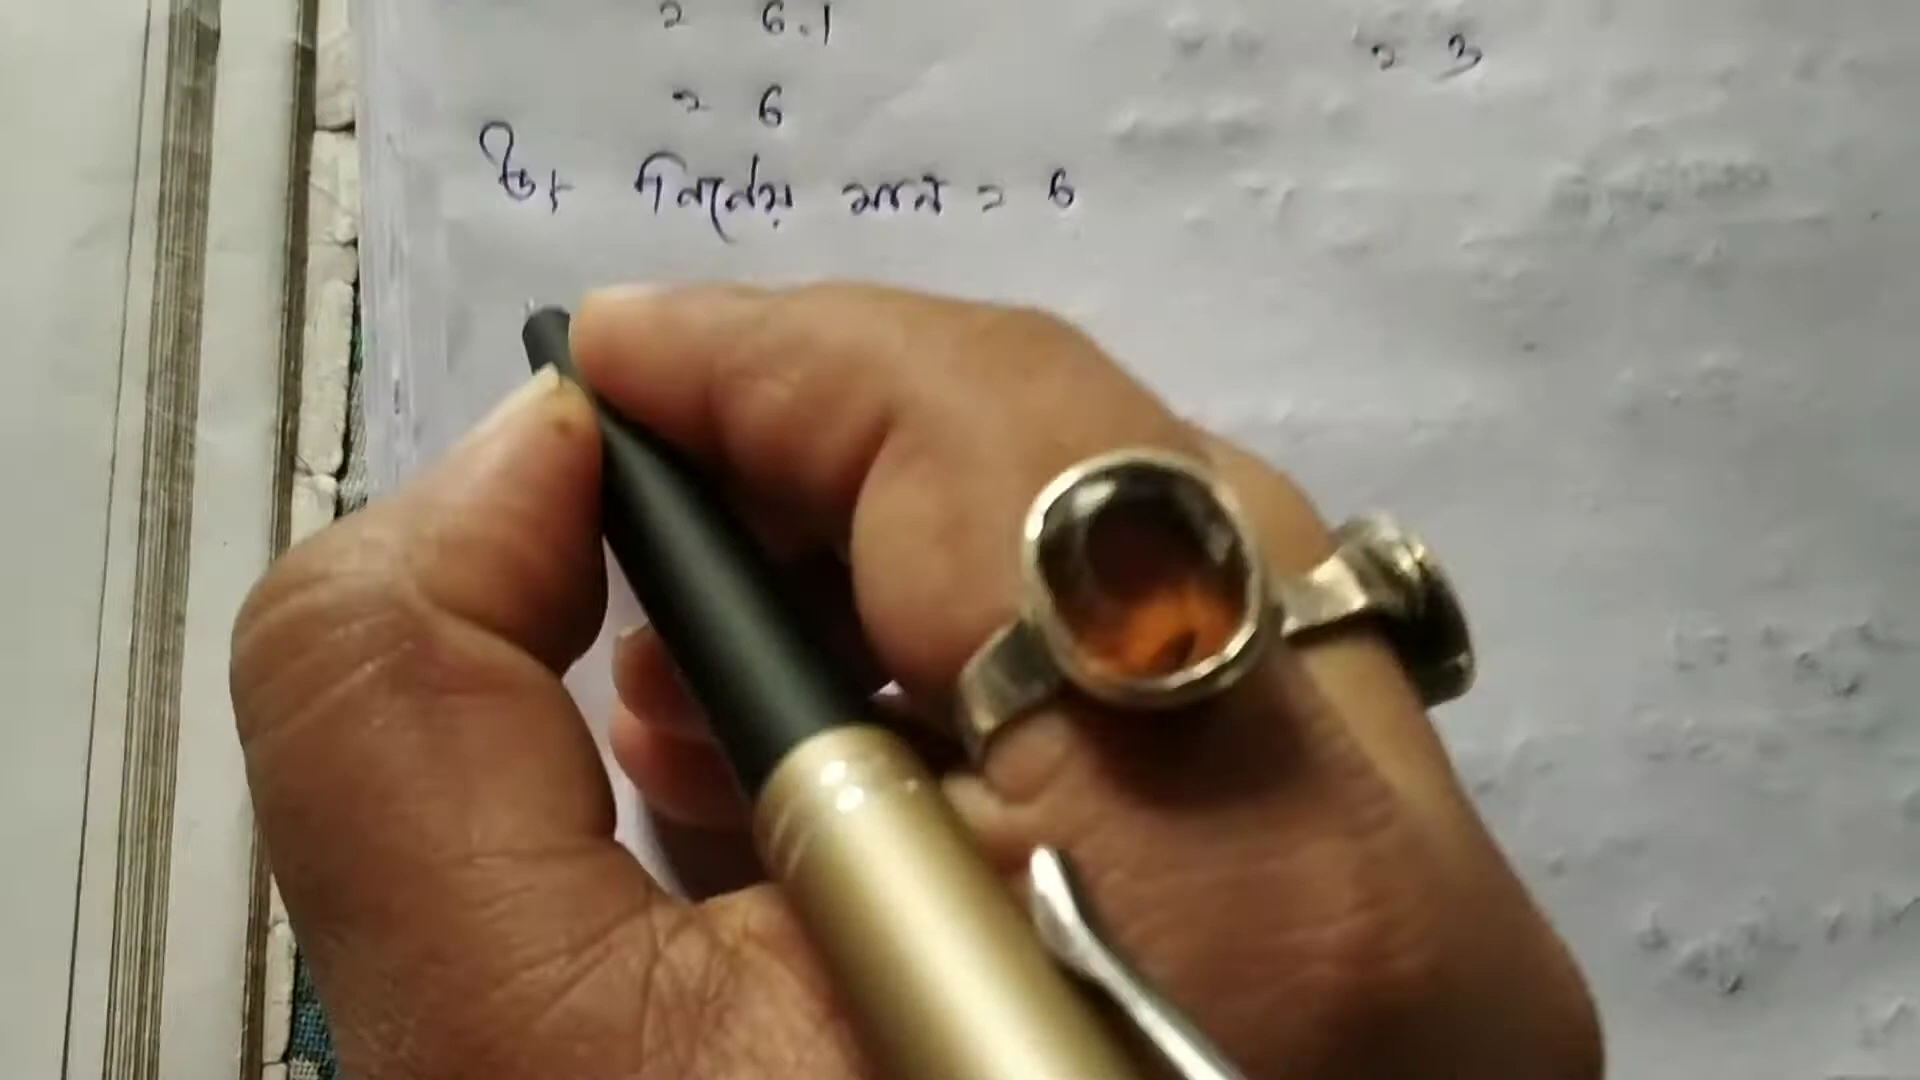 = 6.1
= 3
= 6
উঃ নির্নেয় মান = 6